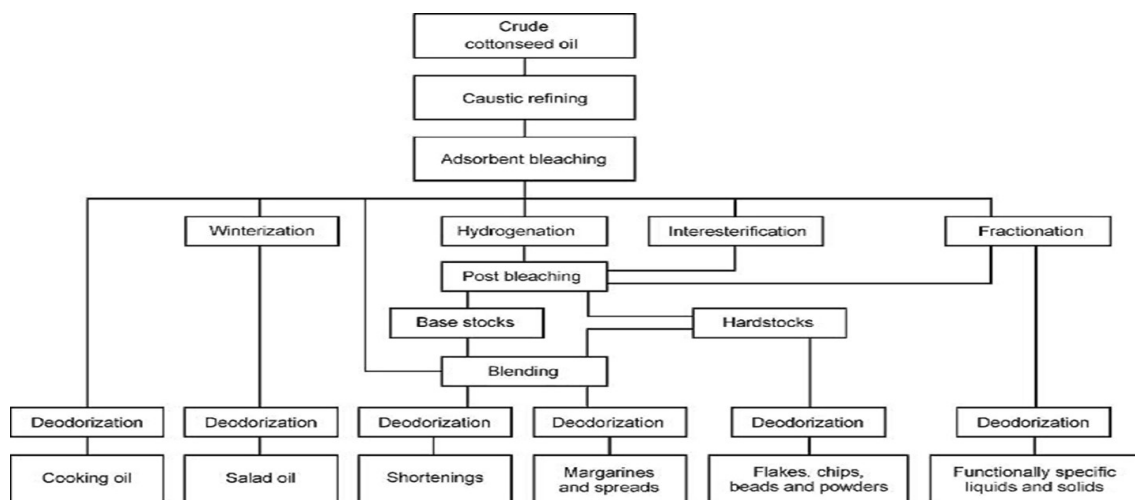 Crude
cottonseed oil
Caustic refining
Adsorbent bleaching
Winterization
Hydrogenation
Interesterification
Fractionation
Post bleaching
Base stocks
Hardstocks
Blending
Deodorization
Deodorization
Deodorization
Deodorization
Deodorization
Deodorization
Cooking oil
Salad oil
Shortenings
Margarines
and spreads
Flakes, chips,
beads and powders
Functionally specific
liquids and solids